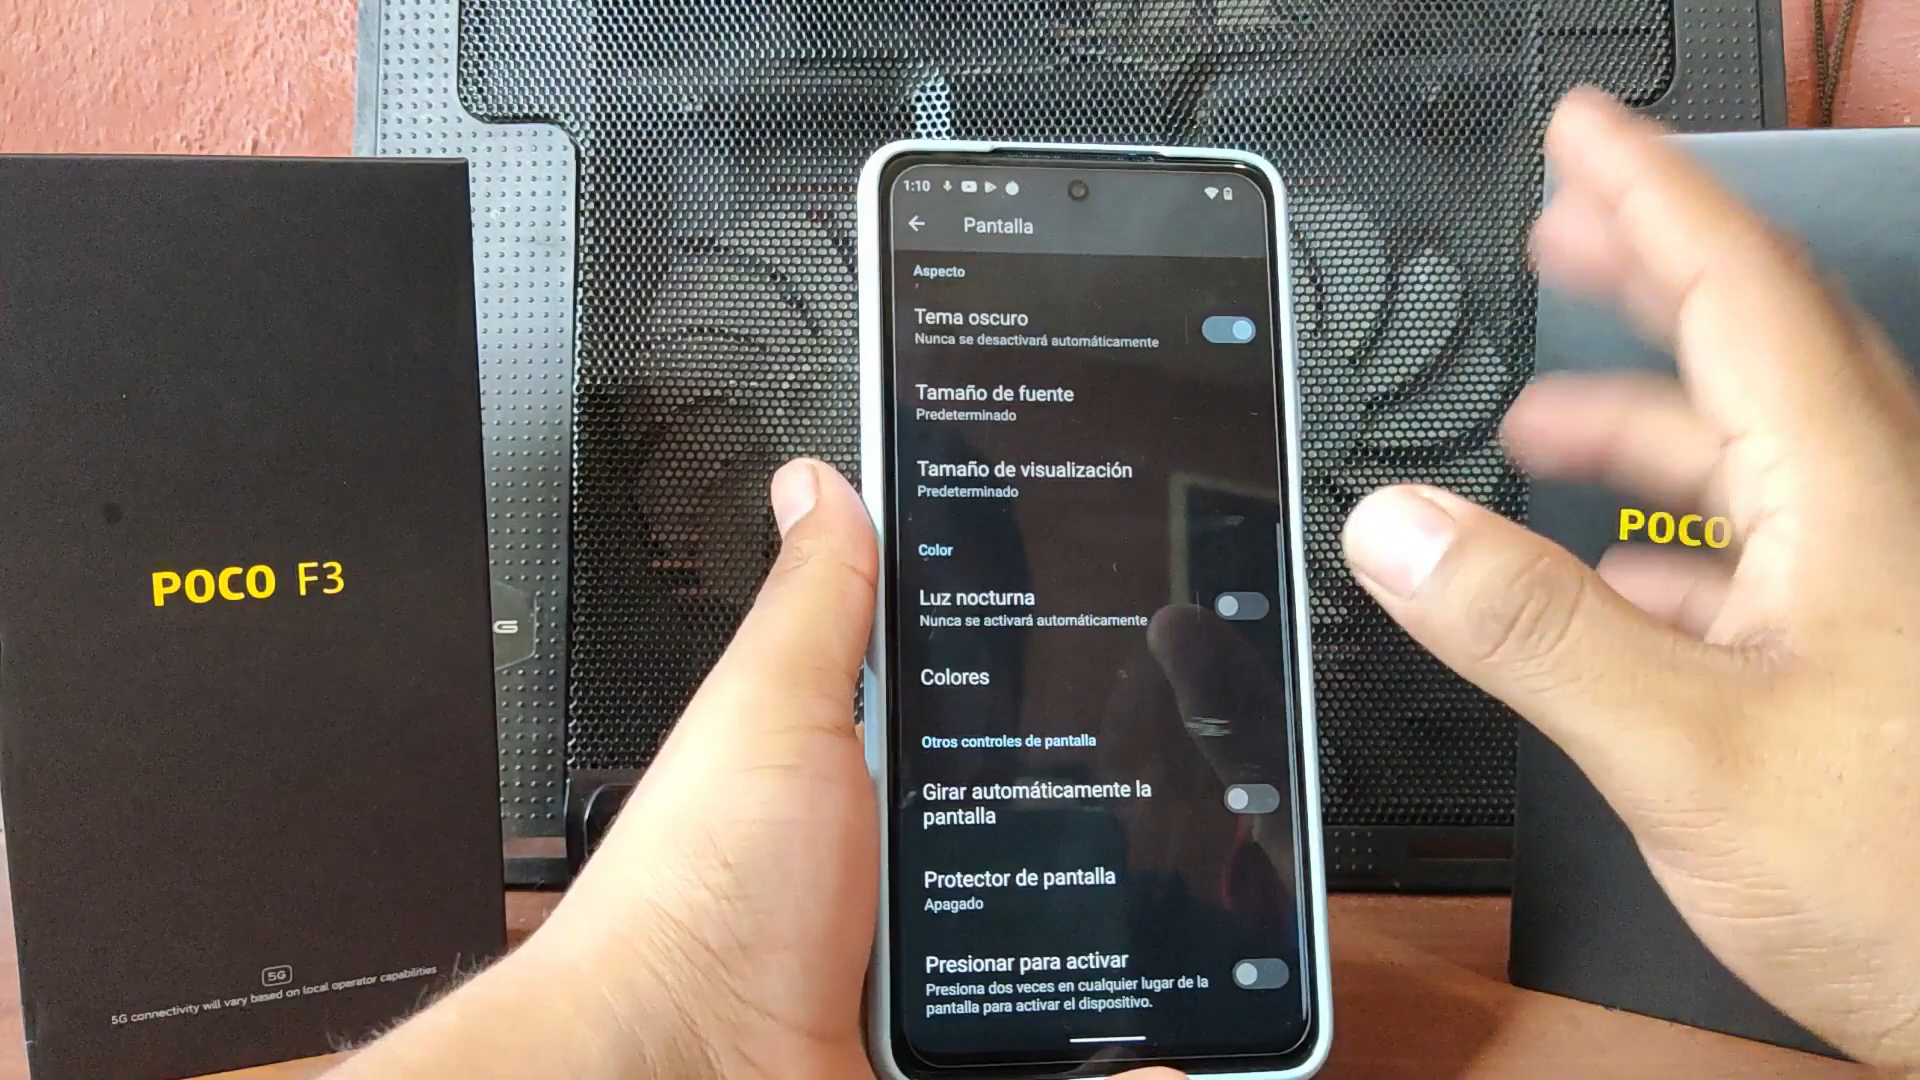 POCO F3
5G
5G connectivity will vary based on local operator capabilities
1:10
Pantalla
Aspecto
Tema oscuro
Nunca se desactivará automáticamente
Tamaño de fuente
Predeterminado
Tamaño de visualización
Predeterminado
Color
Luz nocturna
Nunca se activará automáticamente
Colores
Otros controles de pantalla
Girar automáticamente la
pantalla
Protector de pantalla
Apagado
Presionar para activar
Presiona dos veces en cualquier lugar de la
pantalla para activar el dispositivo.
POCO